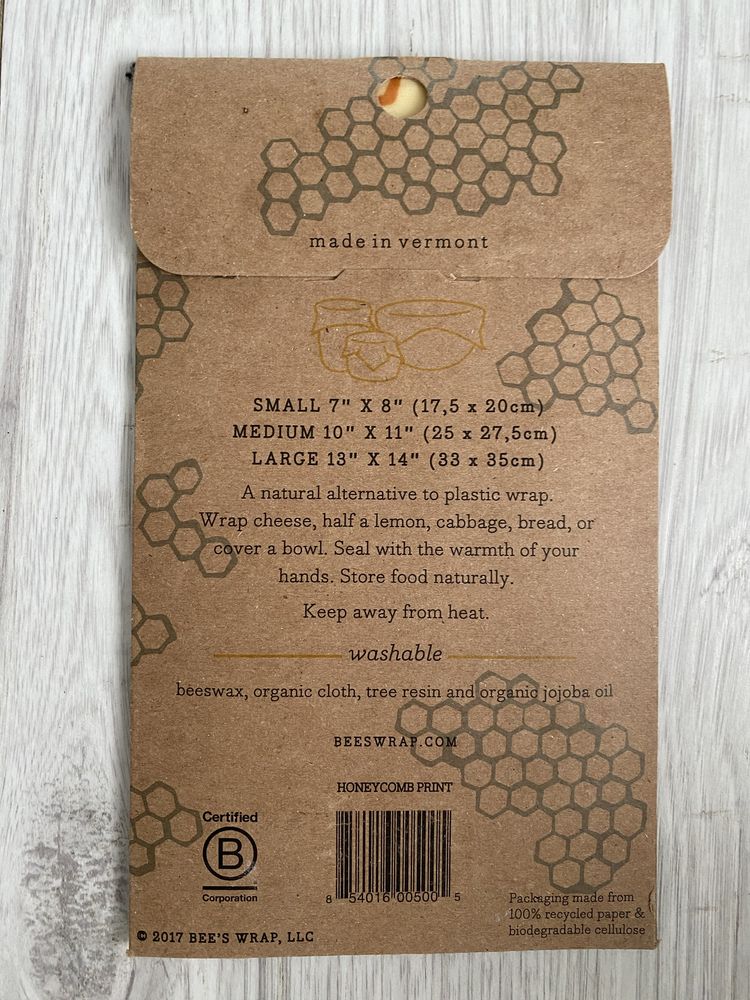 made in vermont
SMALL 7" X 8" (17,5 x 20cm)
MEDIUM 10" X 11" (25 x 27,5cm)
LARGE 13" X 14" (33 x 35cm)
A natural alternative to plastic wrap.
Wrap cheese, half a lemon, cabbage, bread, or
cover a bowl. Seal with the warmth of your
hands. Store food naturally.
Keep away from heat.
washable
beeswax, organic cloth, tree resin and organic jojoba oil
BEESWRAP.COM
HONEYCOMB PRINT
Certified
B
Corporation
8 54016 00500 5
Packaging made from
100% recycled paper &
biodegradable cellulose
© 2017 BEE'S WRAP, LLC